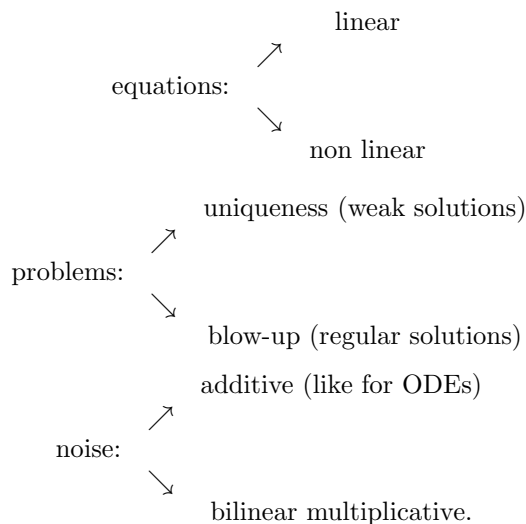 linear
equations:
non linear
uniqueness (weak solutions)
problems:
blow-up (regular solutions)
additive (like for ODEs)
noise:
bilinear multiplicative.